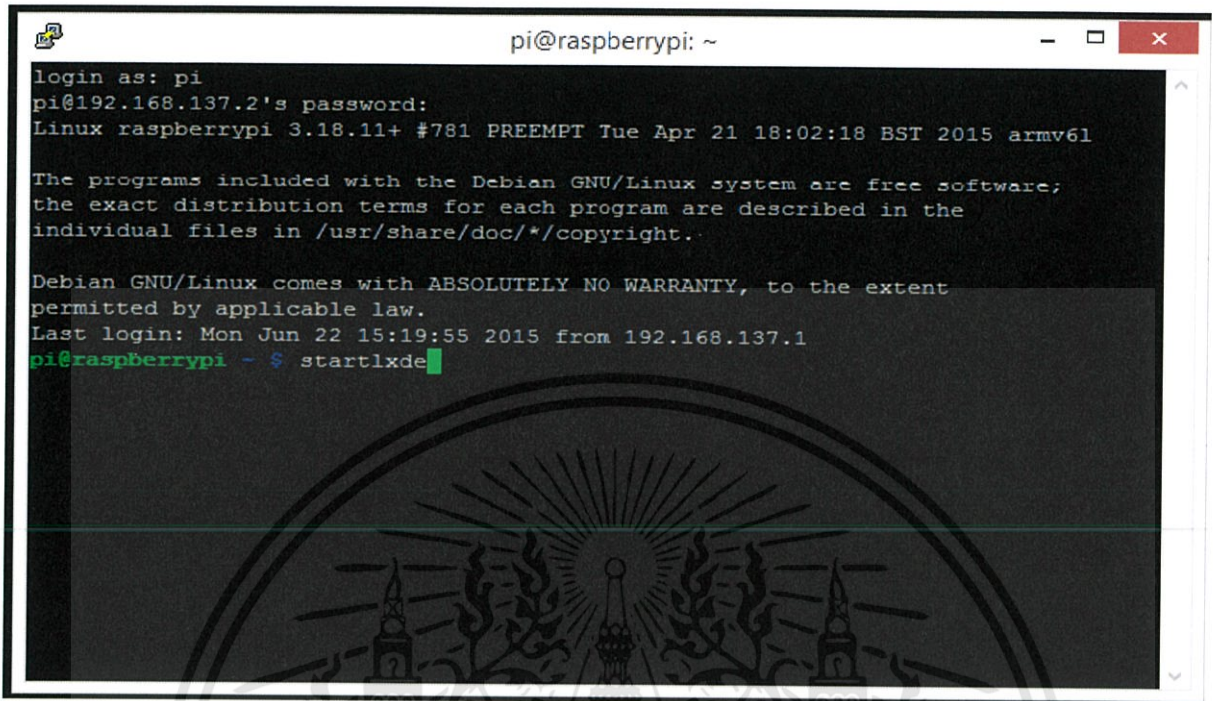 pi@raspberrypi: ~
login as: pi
pi@192.168.137.2's password:
Linux raspberrypi 3.18.11+ #781 PREEMPT Tue Apr 21 18:02:18 BST 2015 armv6l
The programs included with the Debian GNU/Linux system are free software;
the exact distribution terms for each program are described in the
individual files in /usr/share/doc/*/copyright.
Debian GNU/Linux comes with ABSOLUTELY NO WARRANTY, to the extent
permitted by applicable law.
Last login: Mon Jun 22 15:19:55 2015 from 192.168.137.1
pi@raspberrypi ~ $ startlxde